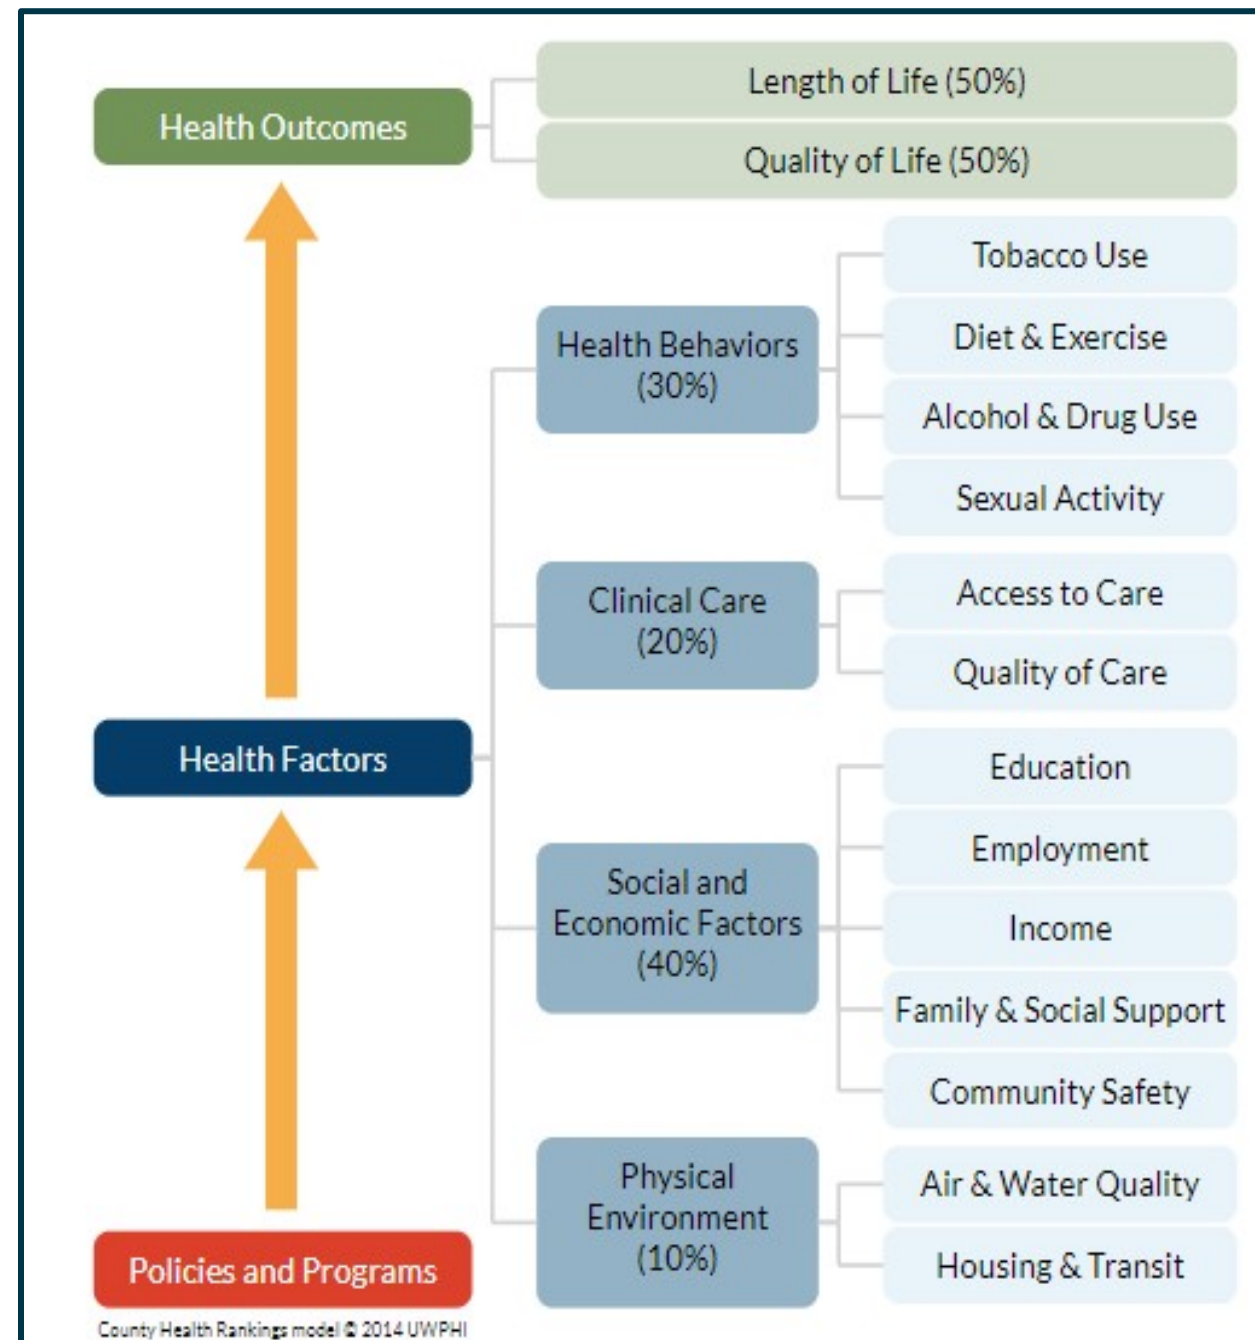 Health Outcomes
Length of Life (50%)
Quality of Life (50%)
Health Factors
Health Behaviors
(30%)
Tobacco Use
Diet & Exercise
Alcohol & Drug Use
Sexual Activity
Clinical Care
(20%)
Access to Care
Quality of Care
Social and
Economic Factors
(40%)
Education
Employment
Income
Family & Social Support
Community Safety
Physical
Environment
(10%)
Air & Water Quality
Housing & Transit
Policies and Programs
County Health Rankings model © 2014 UWPHI